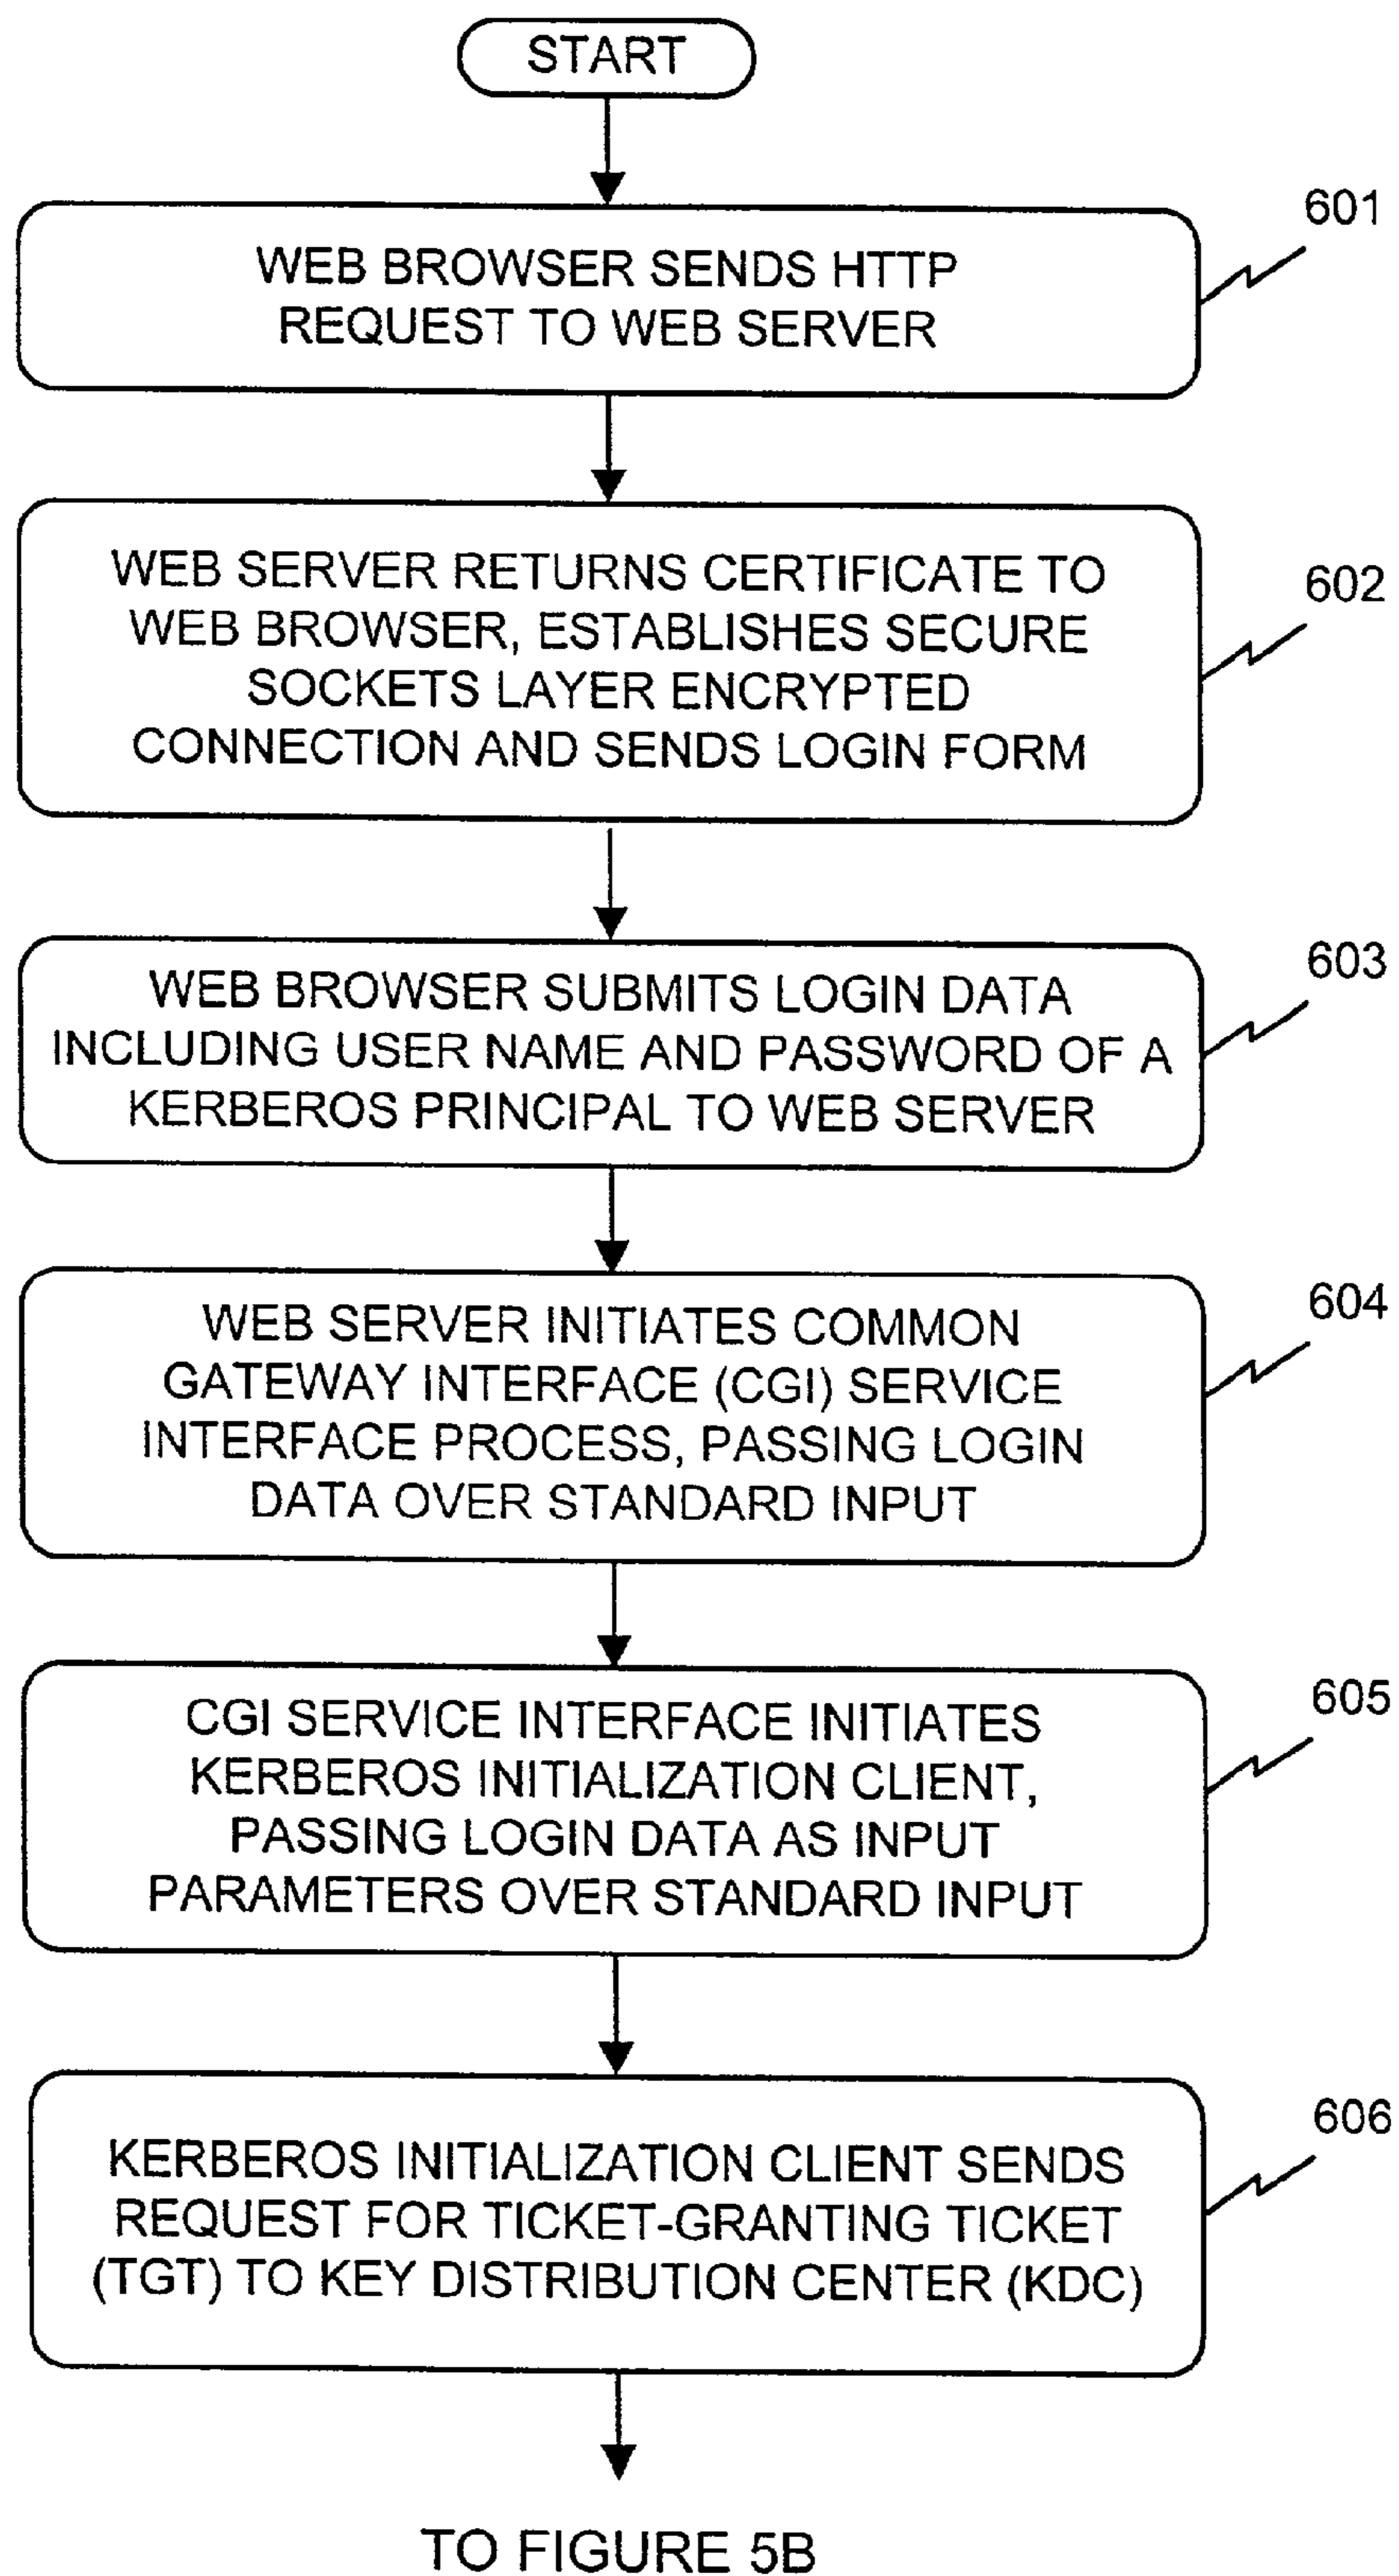 START
601
WEB BROWSER SENDS HTTP
REQUEST TO WEB SERVER
602
WEB SERVER RETURNS CERTIFICATE TO
WEB BROWSER, ESTABLISHES SECURE
SOCKETS LAYER ENCRYPTED
CONNECTION AND SENDS LOGIN FORM
603
WEB BROWSER SUBMITS LOGIN DATA
INCLUDING USER NAME AND PASSWORD OF A
KERBEROS PRINCIPAL TO WEB SERVER
604
WEB SERVER INITIATES COMMON
GATEWAY INTERFACE (CGI) SERVICE
INTERFACE PROCESS, PASSING LOGIN
DATA OVER STANDARD INPUT
605
CGI SERVICE INTERFACE INITIATES
KERBEROS INITIALIZATION CLIENT,
PASSING LOGIN DATA AS INPUT
PARAMETERS OVER STANDARD INPUT
606
KERBEROS INITIALIZATION CLIENT SENDS
REQUEST FOR TICKET-GRANTING TICKET
(TGT) TO KEY DISTRIBUTION CENTER (KDC)
TO FIGURE 5B